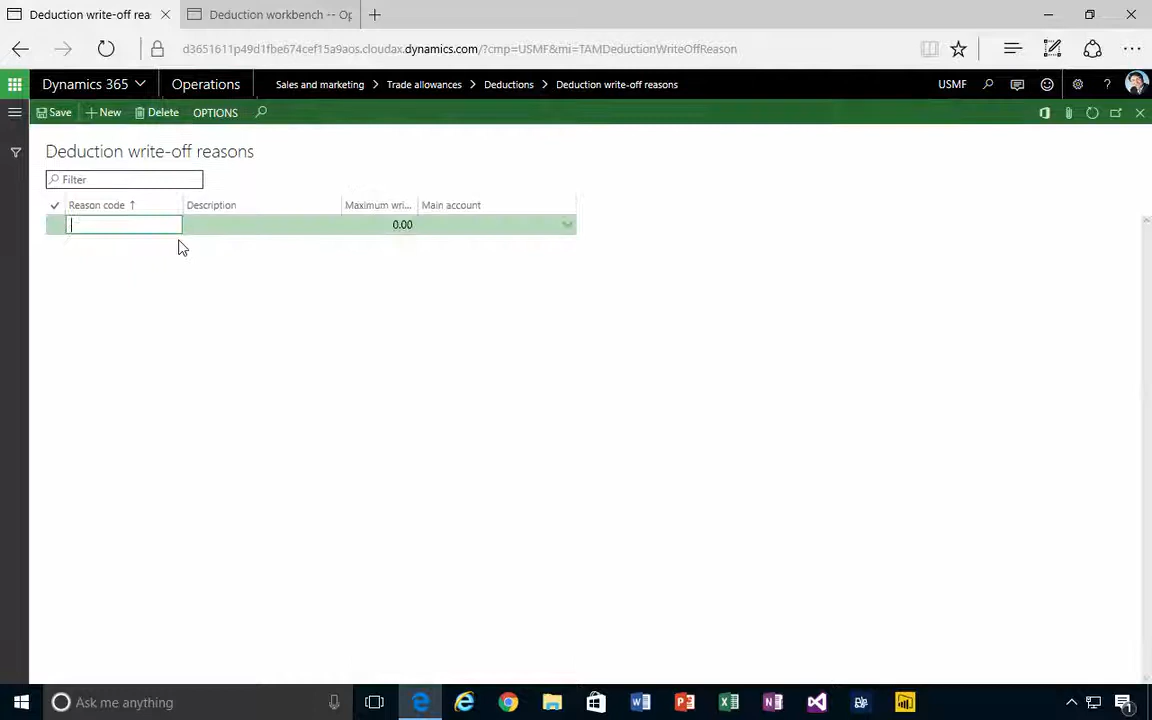 Deduction write-off rea
Deduction workbench -- Op
d3651611p49d1fbe674cef15a9aos.cloudax.dynamics.com/?cmp=USMF&mi=TAMDeductionWriteOffReason
Dynamics 365 Operations Sales and marketing > Trade allowances > Deductions > Deduction write-off reasons USMF ?
Save + New Delete OPTIONS
Deduction write-off reasons
Filter
Reason code ↑ Description Maximum wri... Main account
0.00
Ask me anything